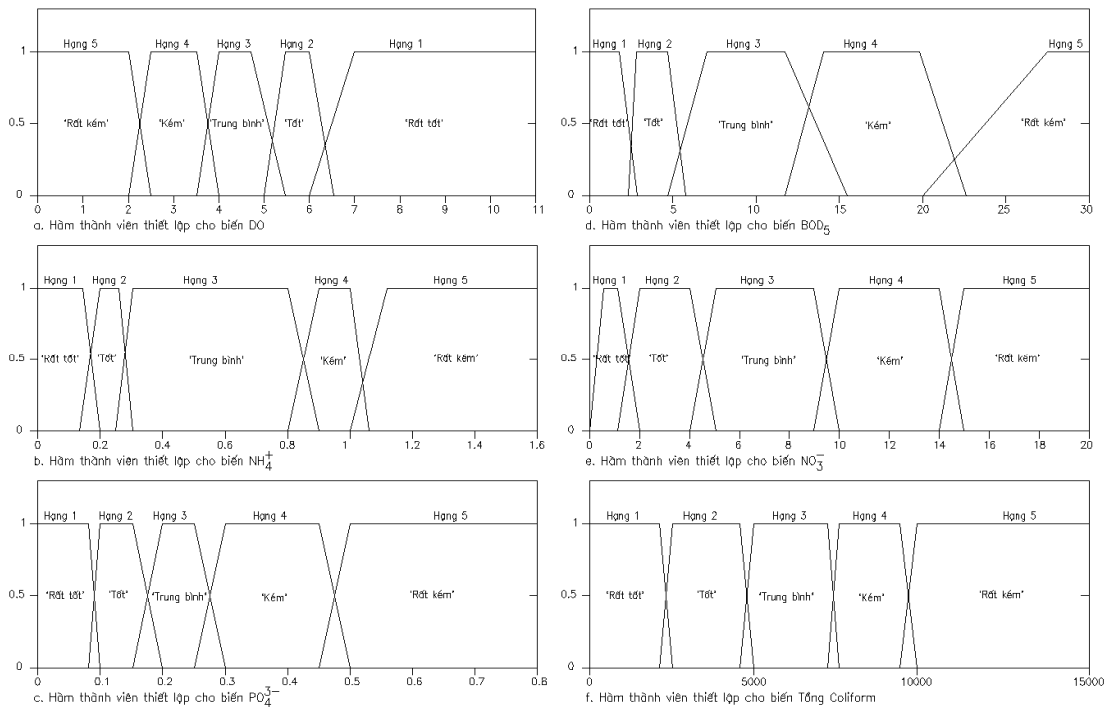 Hạng 5 Hạng 4 Hạng 3 Hạng 2 Hạng 1
1
0.5
0
"Rất kém" "Kém" "Trung bình" "Tốt" "Rất tốt"
0 1 2 3 4 5 6 7 8 9 10 11
a. Hàm thành viên thiết lập cho biến DO
Hạng 1 Hạng 2 Hạng 3 Hạng 4 Hạng 5
1
0.5
0
"Rất tốt" "Tốt" "Trung bình" "Kém" "Rất kém"
0 5 10 15 20 25 30
d. Hàm thành viên thiết lập cho biến BOD5
Hạng 1 Hạng 2 Hạng 3 Hạng 4 Hạng 5
1
0.5
0
"Rất tốt" "Tốt" "Trung bình" "Kém" "Rất kém"
0 0.2 0.4 0.6 0.8 1 1.2 1.4 1.6
b. Hàm thành viên thiết lập cho biến NH4+
Hạng 1 Hạng 2 Hạng 3 Hạng 4 Hạng 5
1
0.5
0
"Rất tốt" "Tốt" "Trung bình" "Kém" "Rất kém"
0 2 4 6 8 10 12 14 16 18 20
e. Hàm thành viên thiết lập cho biến NO3-
Hạng 1 Hạng 2 Hạng 3 Hạng 4 Hạng 5
1
0.5
0
"Rất tốt" "Tốt" "Trung bình" "Kém" "Rất kém"
0 0.1 0.2 0.3 0.4 0.5 0.6 0.7 0.8
c. Hàm thành viên thiết lập cho biến PO4 3-
Hạng 1 Hạng 2 Hạng 3 Hạng 4 Hạng 5
1
0.5
0
"Rất tốt" "Tốt" "Trung bình" "Kém" "Rất kém"
0 5000 10000 15000
f. Hàm thành viên thiết lập cho biến Tổng Coliform